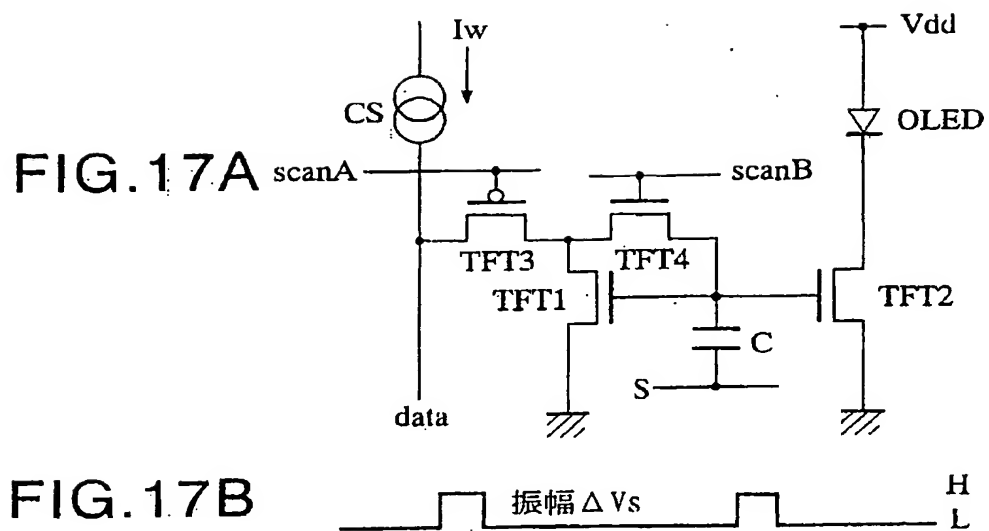 Iw
Vdd
CS
OLED
FIG.17A
scanA
scanB
TFT3
TFT4
TFT1
TFT2
C
S
data
FIG.17B
振幅ΔVs
H
L